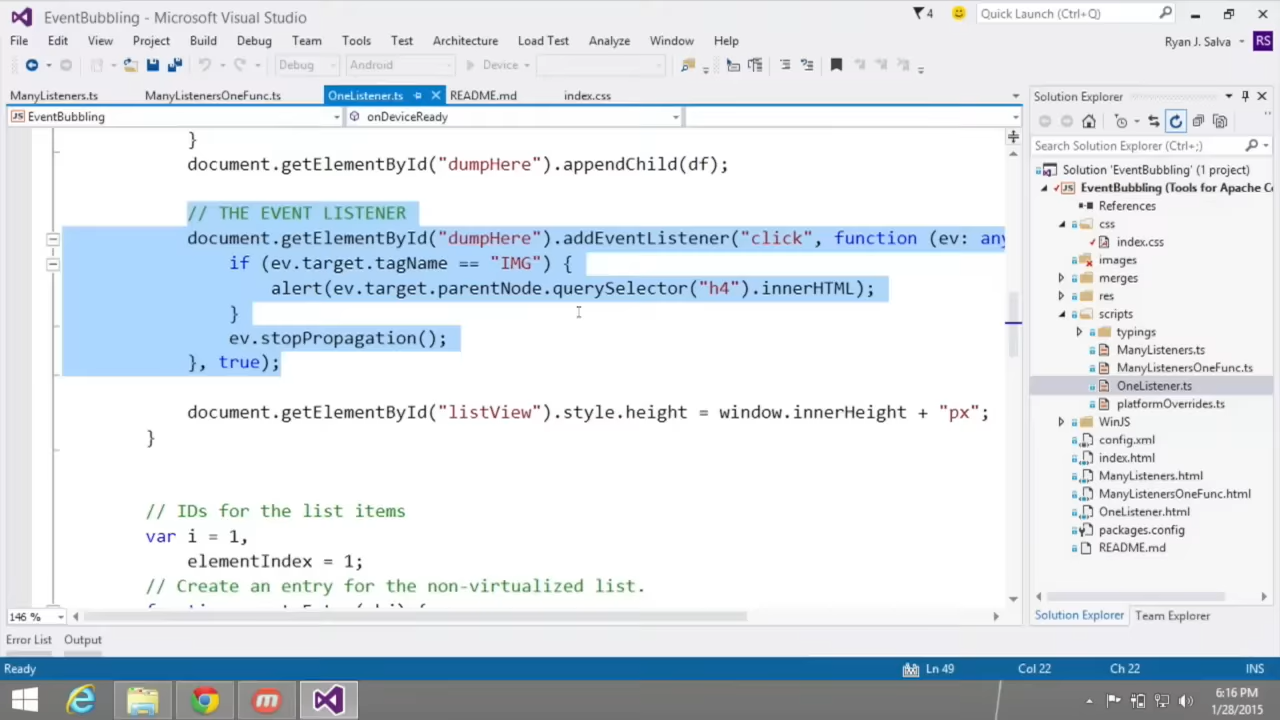 EventBubbling - Microsoft Visual Studio
4
Quick Launch (Ctrl+Q)
File Edit View Project Build Debug Team Tools Test Architecture Load Test Analyze Window Help
Ryan J. Salva RS
Debug Android Device
ManyListeners.ts ManyListenersOneFunc.ts OneListener.ts README.md index.css
JS EventBubbling onDeviceReady
}
document.getElementById("dumpHere").appendChild(df);
// THE EVENT LISTENER
document.getElementById("dumpHere").addEventListener("click", function (ev: any
if (ev.target.tagName == "IMG") {
alert(ev.target.parentNode.querySelector("h4").innerHTML);
}
ev.stopPropagation();
}, true);
document.getElementById("listView").style.height = window.innerHeight + "px";
}
// IDs for the list items
var i = 1,
elementIndex = 1;
// Create an entry for the non-virtualized list.
146 %
Solution Explorer
Search Solution Explorer (Ctrl+;)
Solution 'EventBubbling' (1 project)
JS EventBubbling (Tools for Apache C
References
css
index.css
images
merges
res
scripts
typings
ManyListeners.ts
ManyListenersOneFunc.ts
OneListener.ts
platformOverrides.ts
WinJS
config.xml
index.html
ManyListeners.html
ManyListenersOneFunc.html
OneListener.html
packages.config
README.md
Solution Explorer Team Explorer
Error List Output
Ready Ln 49 Col 22 Ch 22 INS
6:16 PM
1/28/2015